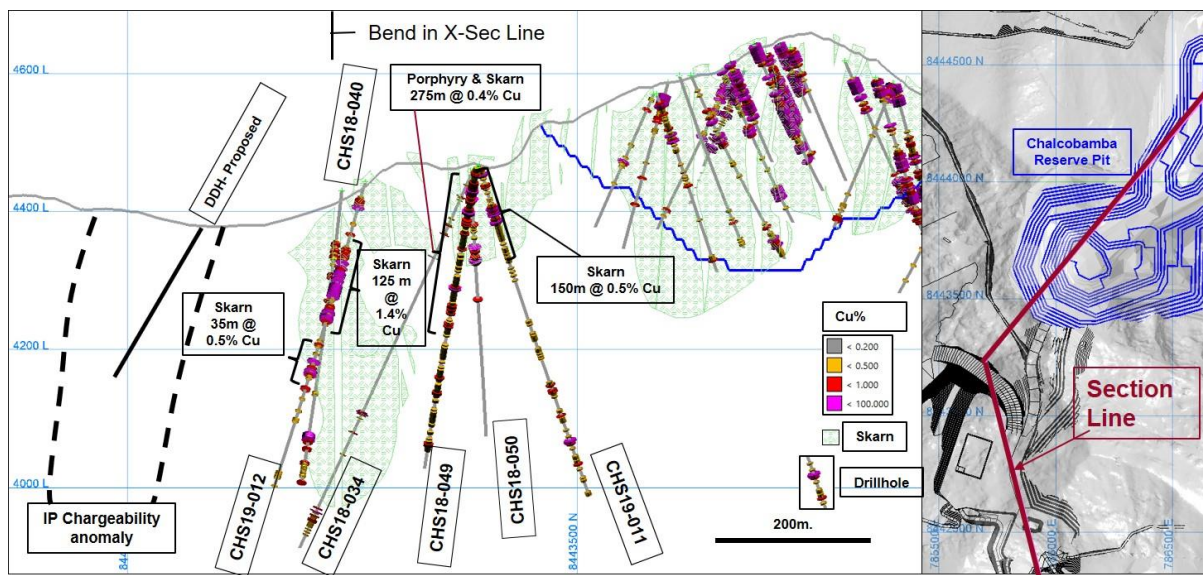 Bend in X-Sec Line
4600 L
4400 L
4200 L
4000 L
DDH- Proposed
CHS18-040
Porphyry & Skarn
275m @ 0.4% Cu
Skarn
35m @
0.5% Cu
Skarn
125 m
@
1.4%
Cu
Skarn
150m @ 0.5% Cu
IP Chargeability
anomaly
CHS19-012
CHS18-034
CHS18-049
CHS18-050
CHS19-011
8443500 N
Cu%
< 0.200
< 0.500
< 1.000
< 100.000
Skarn
Drillhole
200m.
8444500 N
8444000 N
8443500 N
Chalcobamba
Reserve Pit
Section
Line